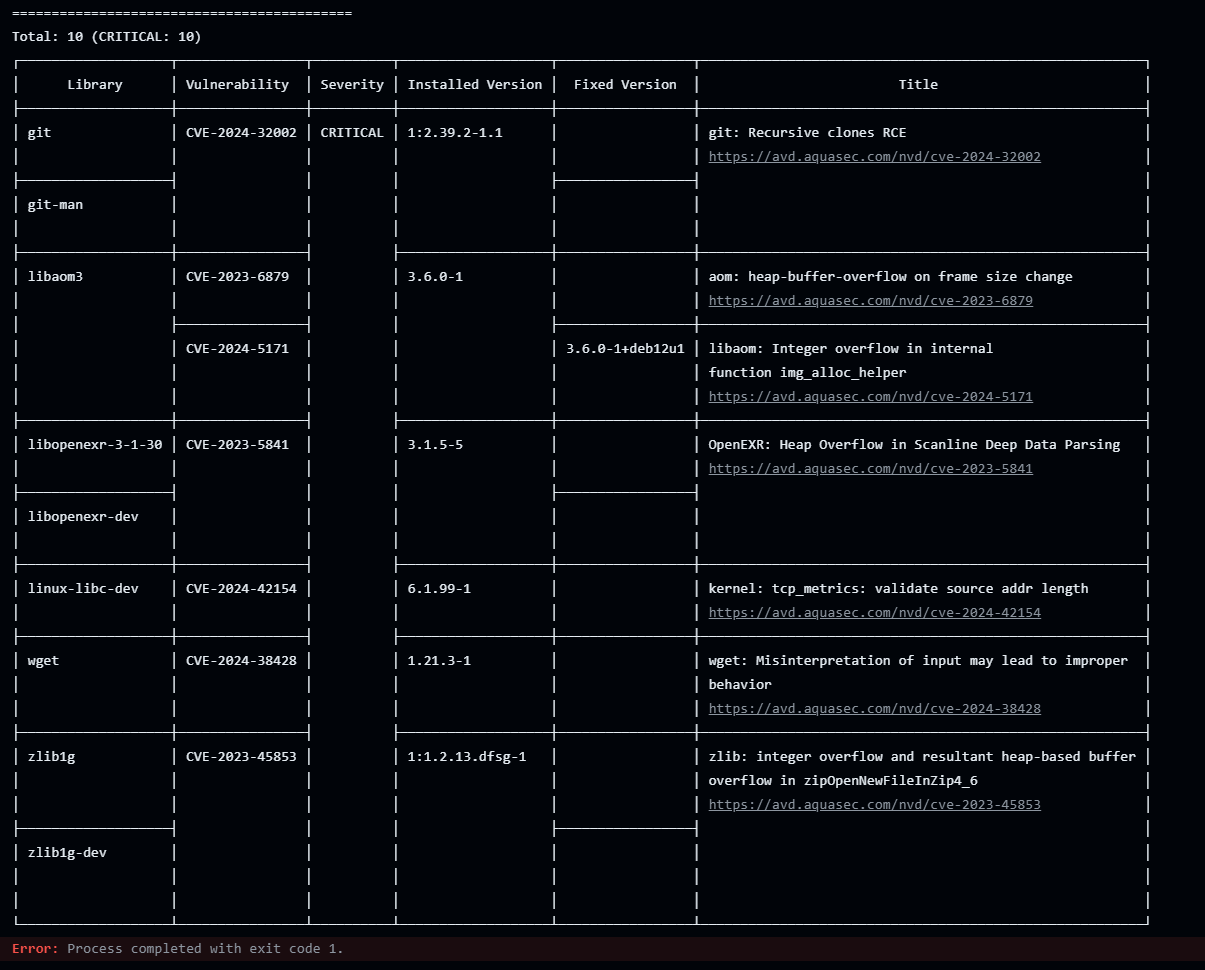 ===========================================
Total: 10 (CRITICAL: 10)
Library Vulnerability Severity Installed Version Fixed Version Title
git CVE-2024-32002 CRITICAL 1:2.39.2-1.1 git: Recursive clones RCE
https://avd.aquasec.com/nvd/cve-2024-32002
git-man
libaom3 CVE-2023-6879 3.6.0-1 aom: heap-buffer-overflow on frame size change
https://avd.aquasec.com/nvd/cve-2023-6879
CVE-2024-5171 3.6.0-1+deb12u1 libaom: Integer overflow in internal
function img_alloc_helper
https://avd.aquasec.com/nvd/cve-2024-5171
libopenexr-3-1-30 CVE-2023-5841 3.1.5-5 OpenEXR: Heap Overflow in Scanline Deep Data Parsing
https://avd.aquasec.com/nvd/cve-2023-5841
libopenexr-dev
linux-libc-dev CVE-2024-42154 6.1.99-1 kernel: tcp_metrics: validate source addr length
https://avd.aquasec.com/nvd/cve-2024-42154
wget CVE-2024-38428 1.21.3-1 wget: Misinterpretation of input may lead to improper
behavior
https://avd.aquasec.com/nvd/cve-2024-38428
zlib1g CVE-2023-45853 1:1.2.13.dfsg-1 zlib: integer overflow and resultant heap-based buffer
overflow in zipOpenNewFileInZip4_6
https://avd.aquasec.com/nvd/cve-2023-45853
zlib1g-dev
Error: Process completed with exit code 1.